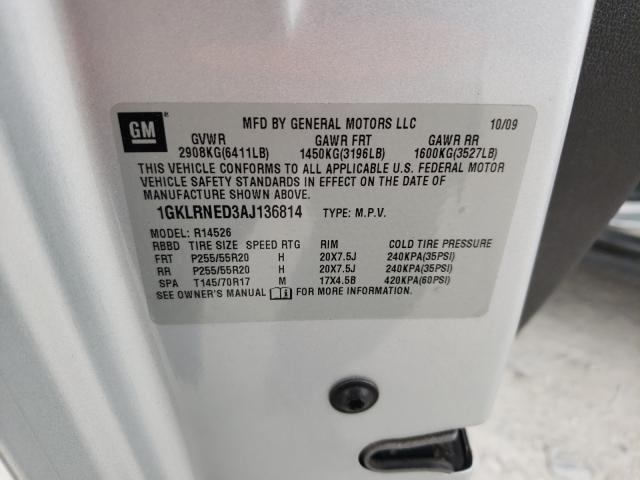 GM
MFD BY GENERAL MOTORS LLC 10/09
GVWR GAWR FRT GAWR RR
2908KG(6411LB) 1450KG(3196LB) 1600KG(3527LB)
THIS VEHICLE CONFORMS TO ALL APPLICABLE U.S. FEDERAL MOTOR
VEHICLE SAFETY STANDARDS IN EFFECT ON THE DATE OF
MANUFACTURE SHOWN ABOVE.
1GKLRNED3AJ136814 TYPE: M.P.V.
MODEL: R14526
RBBD TIRE SIZE SPEED RTG RIM COLD TIRE PRESSURE
FRT P255/55R20 H 20X7.5J 240KPA(35PSI)
RR P255/55R20 H 20X7.5J 240KPA(35PSI)
SPA T145/70R17 M 17X4.5B 420KPA(60PSI)
SEE OWNER'S MANUAL FOR MORE INFORMATION.